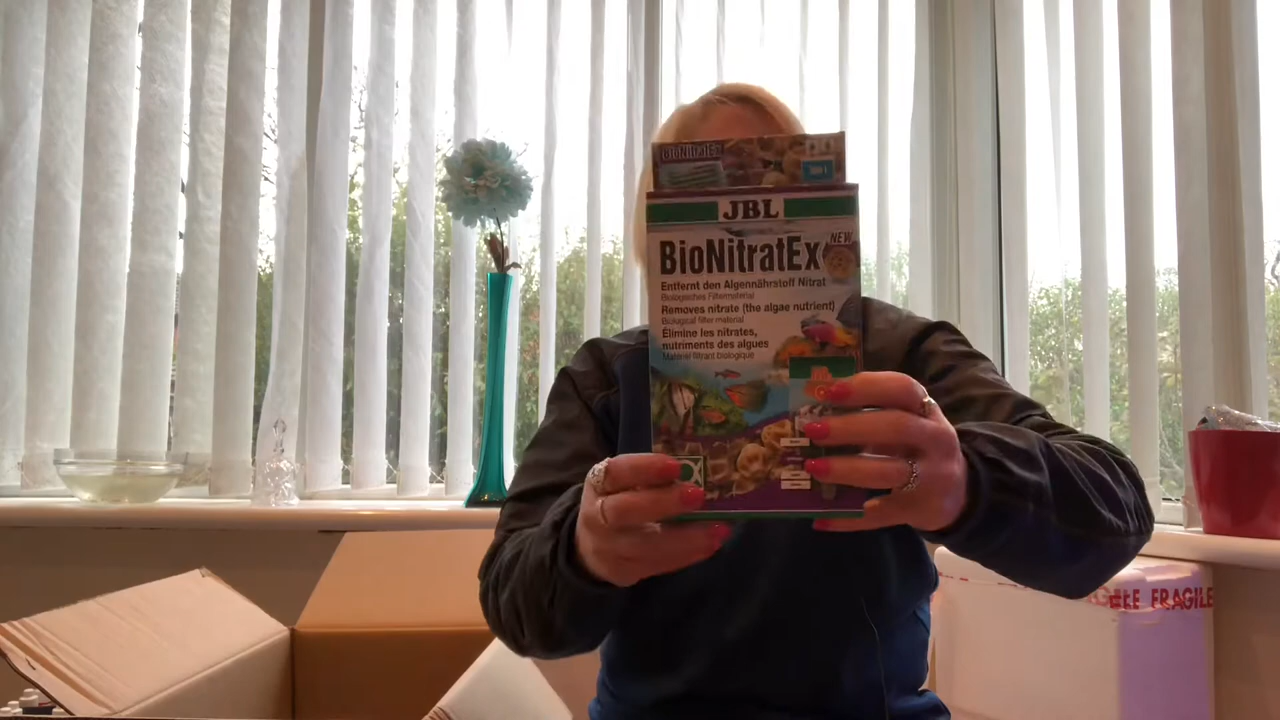 BioNitratEx
JBL
BioNitratEx
NEW
Entfernt den Algennährstoff Nitrat
Biologisches Filtermaterial
Removes nitrate (the algae nutrient)
Biological filter material
Élimine les nitrates,
nutriments des algues
Matériel filtrant biologique
FRAGILE